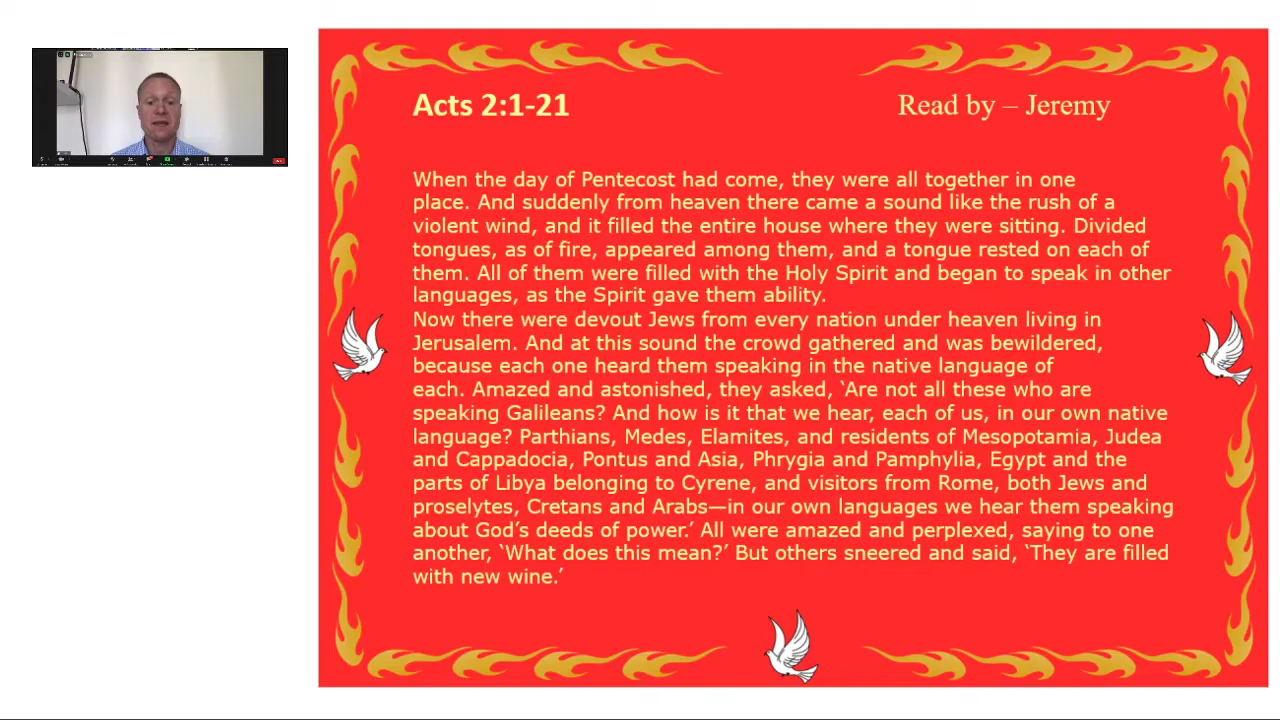 Acts 2:1-21
Read by – Jeremy
When the day of Pentecost had come, they were all together in one
place. And suddenly from heaven there came a sound like the rush of a
violent wind, and it filled the entire house where they were sitting. Divided
tongues, as of fire, appeared among them, and a tongue rested on each of
them. All of them were filled with the Holy Spirit and began to speak in other
languages, as the Spirit gave them ability.
Now there were devout Jews from every nation under heaven living in
Jerusalem. And at this sound the crowd gathered and was bewildered,
because each one heard them speaking in the native language of
each. Amazed and astonished, they asked, ‘Are not all these who are
speaking Galileans? And how is it that we hear, each of us, in our own native
language? Parthians, Medes, Elamites, and residents of Mesopotamia, Judea
and Cappadocia, Pontus and Asia, Phrygia and Pamphylia, Egypt and the
parts of Libya belonging to Cyrene, and visitors from Rome, both Jews and
proselytes, Cretans and Arabs—in our own languages we hear them speaking
about God’s deeds of power.’ All were amazed and perplexed, saying to one
another, ‘What does this mean?’ But others sneered and said, ‘They are filled
with new wine.’